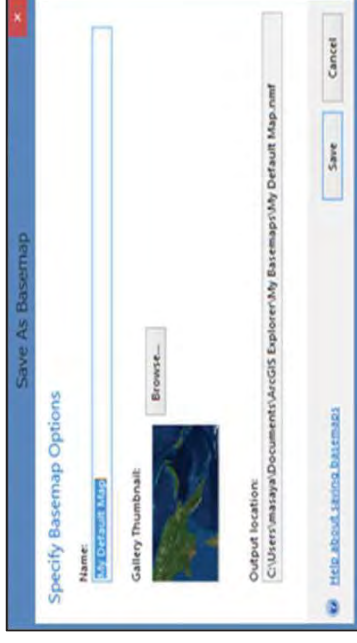 Save As Basemap
x
Specify Basemap Options
Name:
My Default Map
Gallery Thumbnail:
Browse...
Output location:
C:\Users\masaya\Documents\ArcGIS Explorer\My Basemaps\My Default Map.nmf
Help about saving basemaps
Save
Cancel